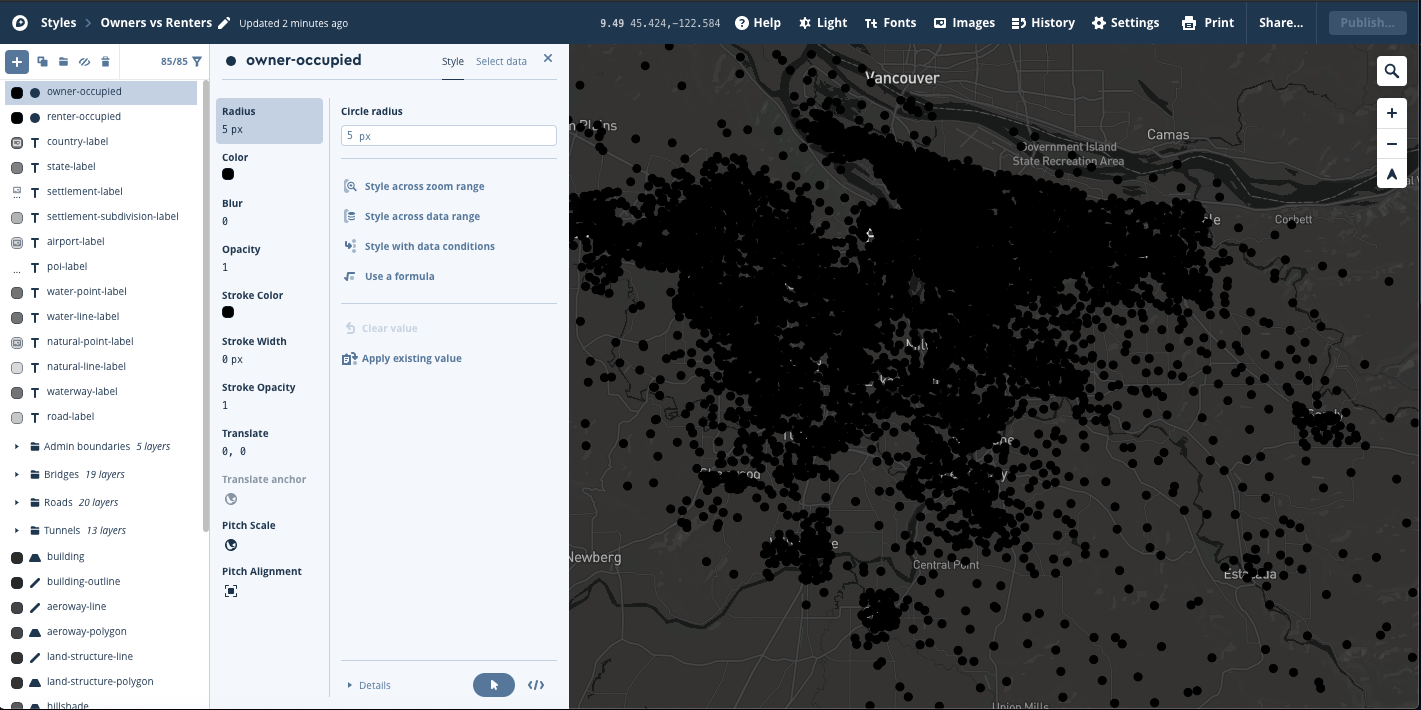 Styles > Owners vs Renters Updated 2 minutes ago 9.49 45.424,−122.584 Help Light Fonts Images History Settings Print Share... Publish...
85/85
owner-occupied
renter-occupied
country-label
state-label
settlement-label
settlement-subdivision-label
airport-label
poi-label
water-point-label
water-line-label
natural-point-label
natural-line-label
waterway-label
road-label
Admin boundaries 5 layers
Bridges 19 layers
Roads 20 layers
Tunnels 13 layers
building
building-outline
aeroway-line
aeroway-polygon
land-structure-line
land-structure-polygon
hillshade
owner-occupied Style Select data
Radius
5 px
Color
Blur
0
Opacity
1
Stroke Color
Stroke Width
0 px
Stroke Opacity
1
Translate
0, 0
Translate anchor
Pitch Scale
Pitch Alignment
Circle radius
5 px
Style across zoom range
Style across data range
Style with data conditions
Use a formula
Clear value
Apply existing value
Details
Vancouver
Plains
Camas
Government Island
State Recreation Area
Corbett
Newberg
Central Point
Union Mills